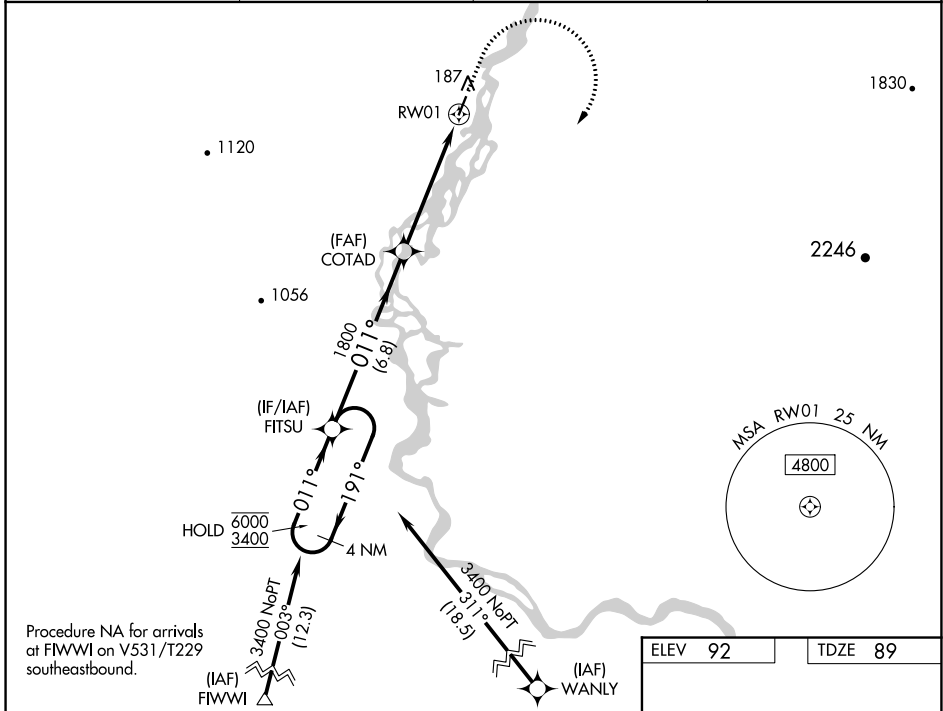 187
RW01
1830
1120
(FAF)
COTAD
2246
1056
1800
011°
(6.8)
(IF/IAF)
FITSU
MSA RW01 25 NM
4800
011°
191°
HOLD 6000
3400
4 NM
3400 NoPT
003°
(12.3)
3400 NoPT
311°
(18.5)
Procedure NA for arrivals
at FIWWI on V531/T229
southeastbound.
(IAF)
FIWWI
(IAF)
WANLY
ELEV 92
TDZE 89